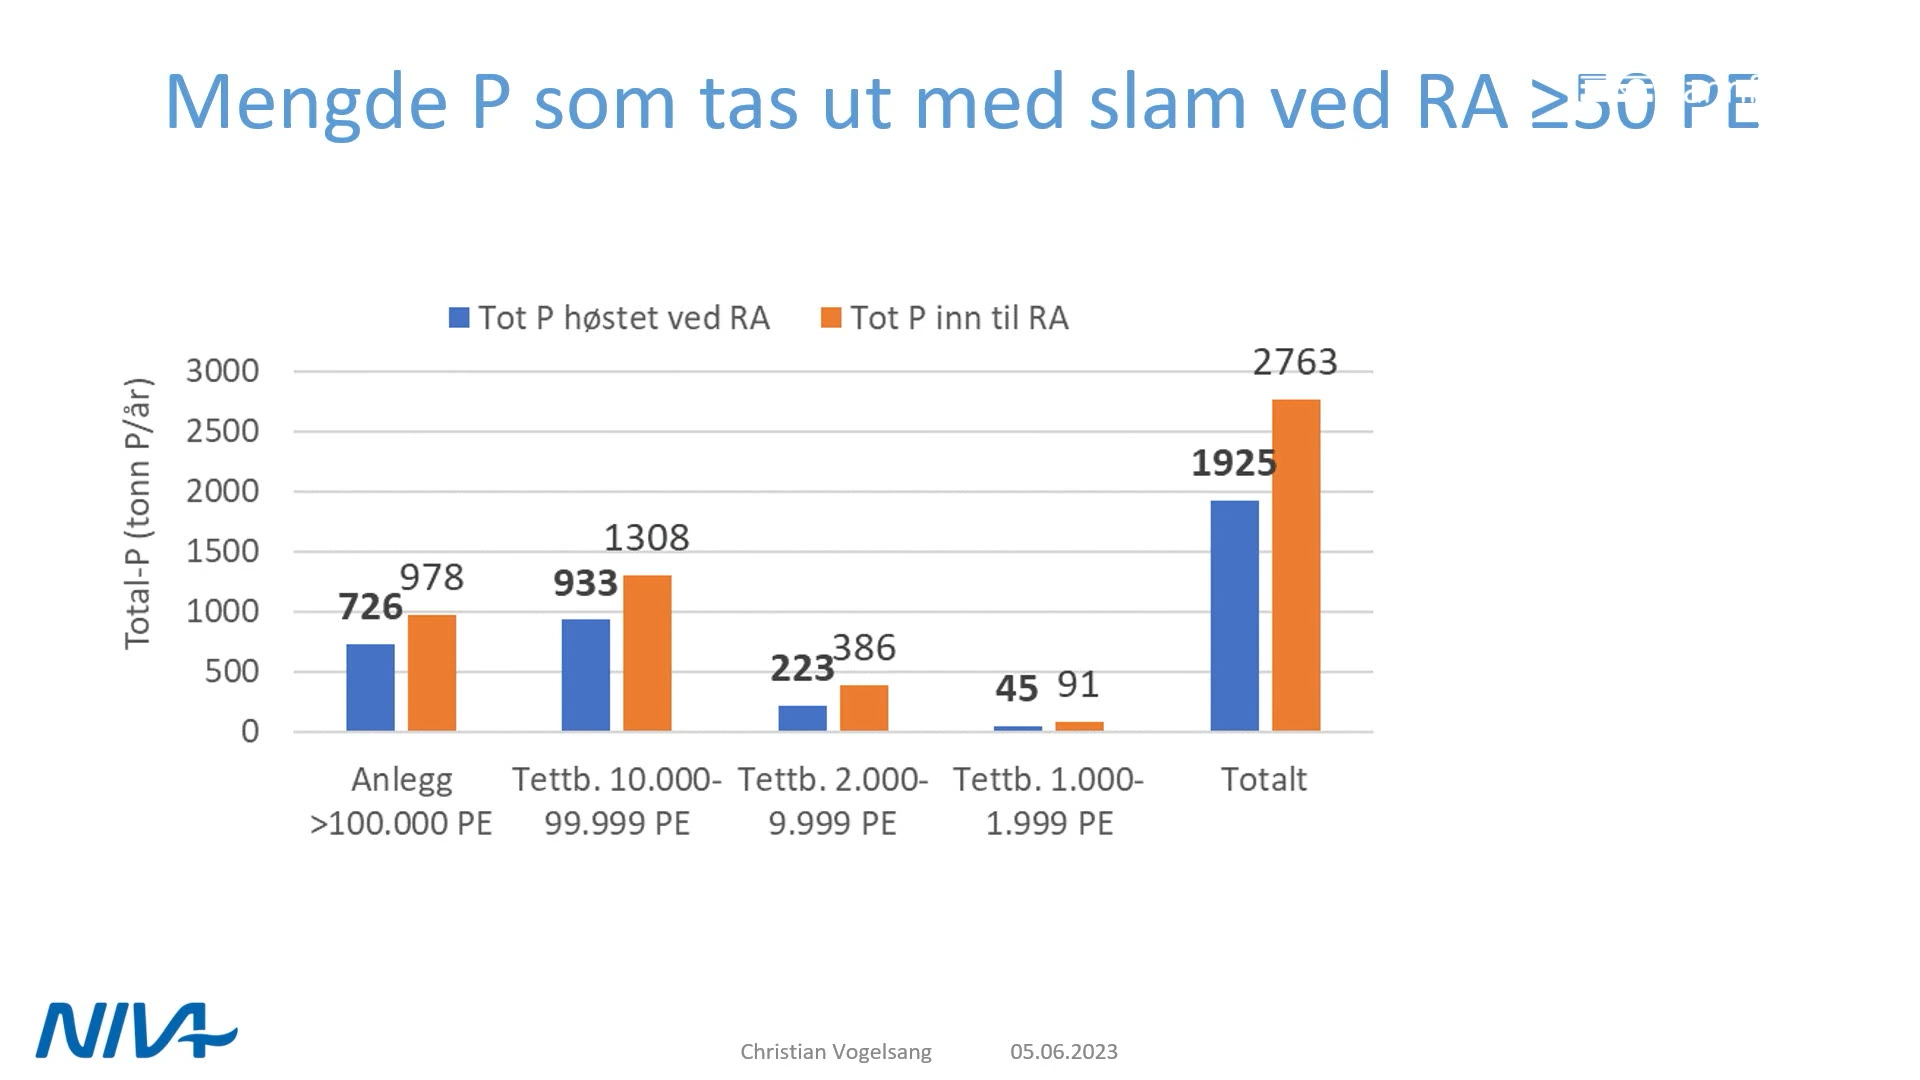 Mengde P som tas ut med slam ved RA ≥50 PE
Tot P høstet ved RA
Tot P inn til RA
Total-P (tonn P/år)
3000
2500
2000
1500
1000
500
0
726
978
933
1308
223
386
45
91
1925
2763
Anlegg
>100.000 PE
Tettb. 10.000-
99.999 PE
Tettb. 2.000-
9.999 PE
Tettb. 1.000-
1.999 PE
Totalt
NIVA
Christian Vogelsang
05.06.2023